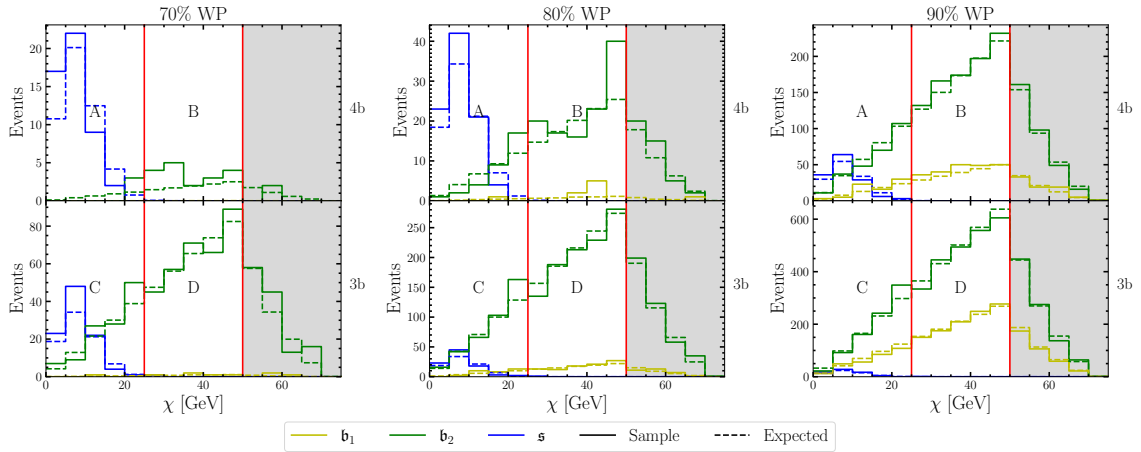 70% WP
80% WP
90% WP
Events
20
15
10
5
0
A
B
4b
Events
40
30
20
10
0
A
B
4b
Events
200
150
100
50
0
A
B
4b
Events
80
60
40
20
0
C
D
3b
Events
200
100
0
C
D
3b
Events
600
400
200
0
C
D
3b
0 20 40 60
0 20 40 60
0 20 40 60
χ [GeV]
χ [GeV]
χ [GeV]
𝔟₁ 𝔟₂ 𝔰 Sample Expected